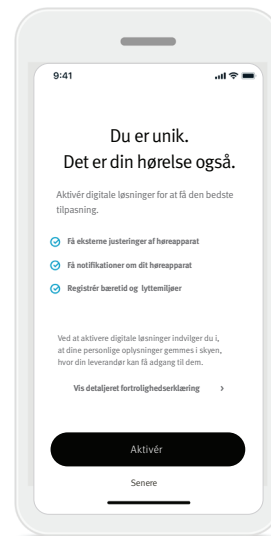 9:41
Du er unik.
Det er din hørelse også.
Aktivér digitale løsninger for at få den bedste
tilpasning.
Få eksterne justeringer af høreapparat
Få notifikationer om dit høreapparat
Registrér bæretid og lyttemiljøer
Ved at aktivere digitale løsninger indvilger du i,
at dine personlige oplysninger gemmes i skyen,
hvor din leverandør kan få adgang til dem.
Vis detaljeret fortrolighedserklæring
Aktivér
Senere